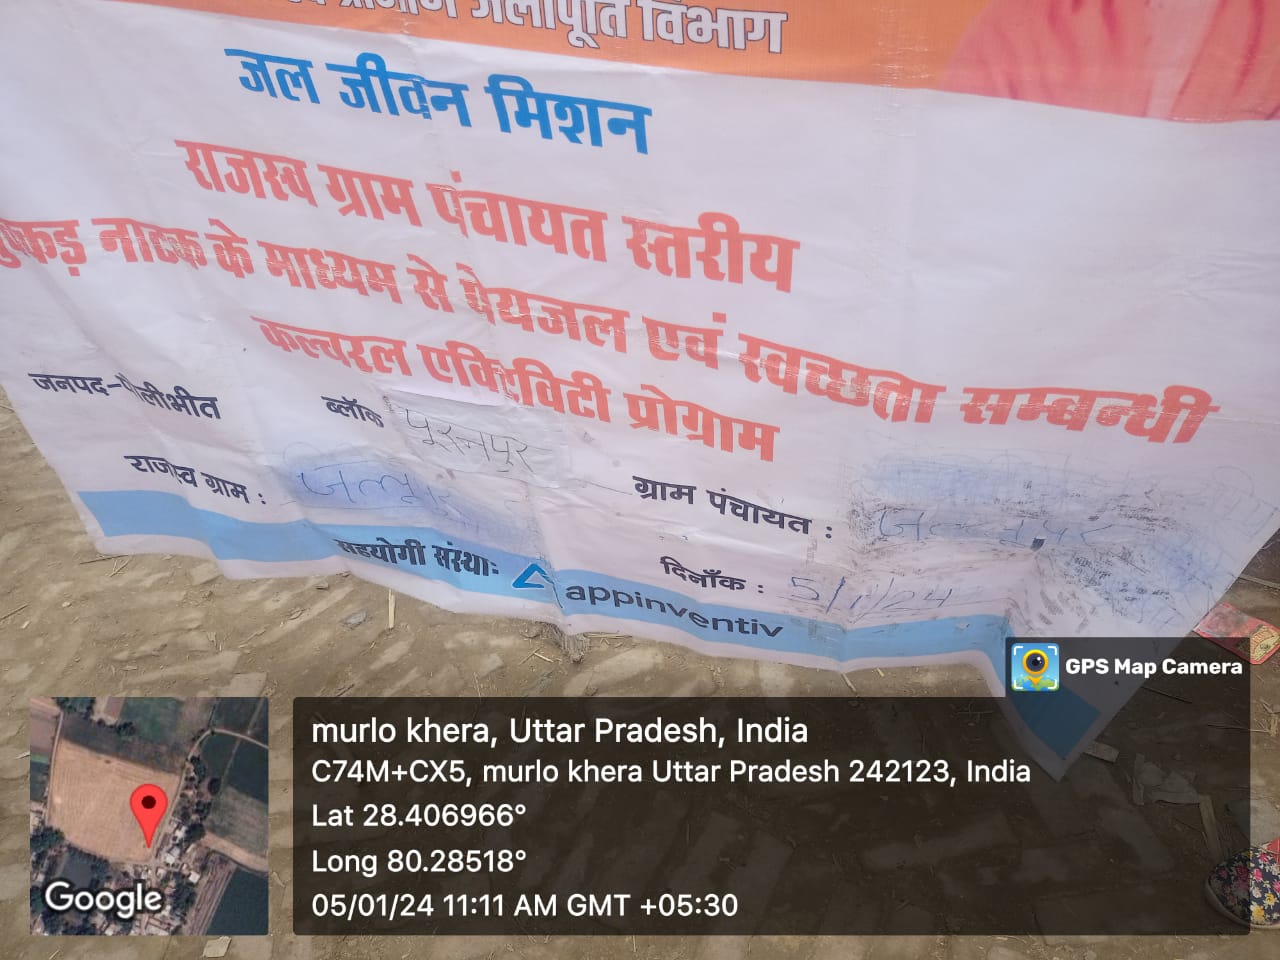 ग्रामीण जलापूर्ति विभाग
जल जीवन मिशन
राजस्व ग्राम पंचायत स्तरीय
नुक्कड़ नाटक के माध्यम से पेयजल एवं स्वच्छता सम्बन्धी
कल्चरल एक्टिविटी प्रोग्राम
जनपद-पीलीभीत ब्लॉक पूरनपुर
राजस्व ग्राम : ग्राम पंचायत :
दिनाँक : 5/1/24
सहयोगी संस्था: appinventiv
GPS Map Camera
murlo khera, Uttar Pradesh, India
C74M+CX5, murlo khera Uttar Pradesh 242123, India
Lat 28.406966°
Long 80.28518°
05/01/24 11:11 AM GMT +05:30
Google